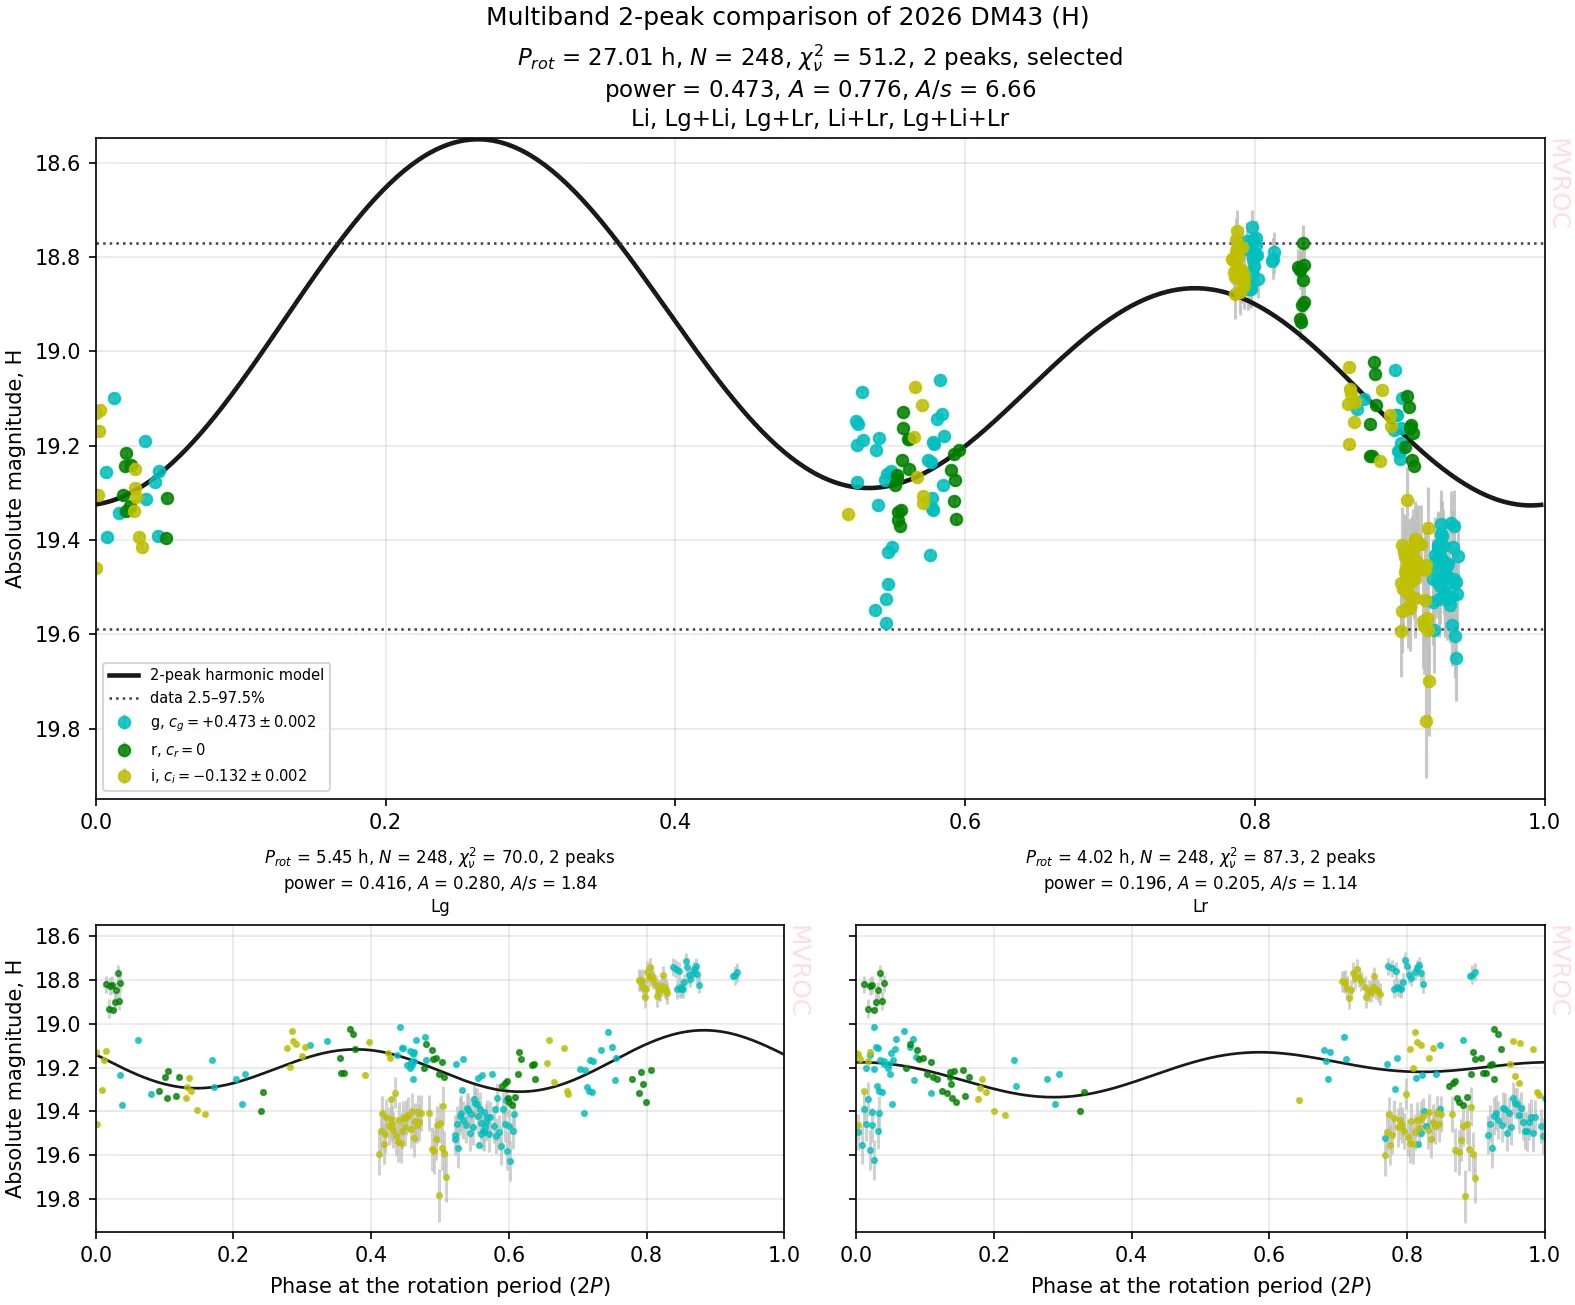 Multiband 2-peak comparison of 2026 DM43 (H)
P_rot = 27.01 h, N = 248, χ²_ν = 51.2, 2 peaks, selected
power = 0.473, A = 0.776, A/s = 6.66
Li, Lg+Li, Lg+Lr, Li+Lr, Lg+Li+Lr
MVROC
Absolute magnitude, H
18.6
18.8
19.0
19.2
19.4
19.6
19.8
2-peak harmonic model
data 2.5–97.5%
g, c_g = +0.473 ± 0.002
r, c_r = 0
i, c_i = −0.132 ± 0.002
0.0 0.2 0.4 0.6 0.8 1.0
P_rot = 5.45 h, N = 248, χ²_ν = 70.0, 2 peaks
power = 0.416, A = 0.280, A/s = 1.84
Lg
MVROC
Absolute magnitude, H
18.6
18.8
19.0
19.2
19.4
19.6
19.8
0.0 0.2 0.4 0.6 0.8 1.0
Phase at the rotation period (2P)
P_rot = 4.02 h, N = 248, χ²_ν = 87.3, 2 peaks
power = 0.196, A = 0.205, A/s = 1.14
Lr
MVROC
0.0 0.2 0.4 0.6 0.8 1.0
Phase at the rotation period (2P)